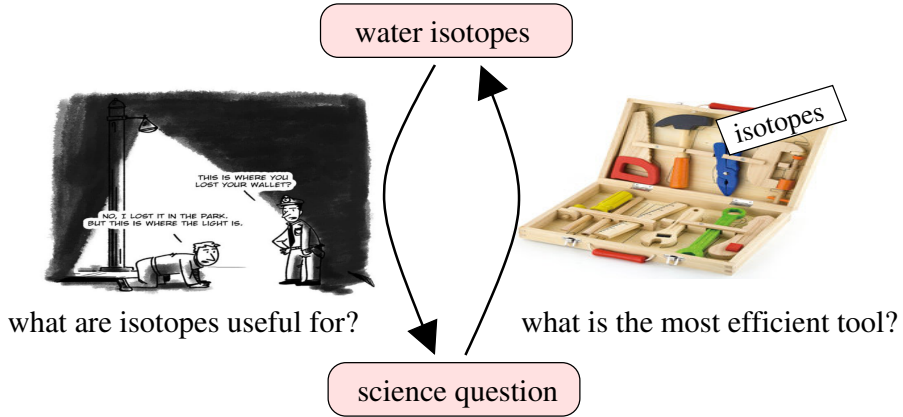 water isotopes
isotopes
THIS IS WHERE YOU
LOST YOUR WALLET?
NO, I LOST IT IN THE PARK.
BUT THIS IS WHERE THE LIGHT IS.
what are isotopes useful for?
what is the most efficient tool?
science question